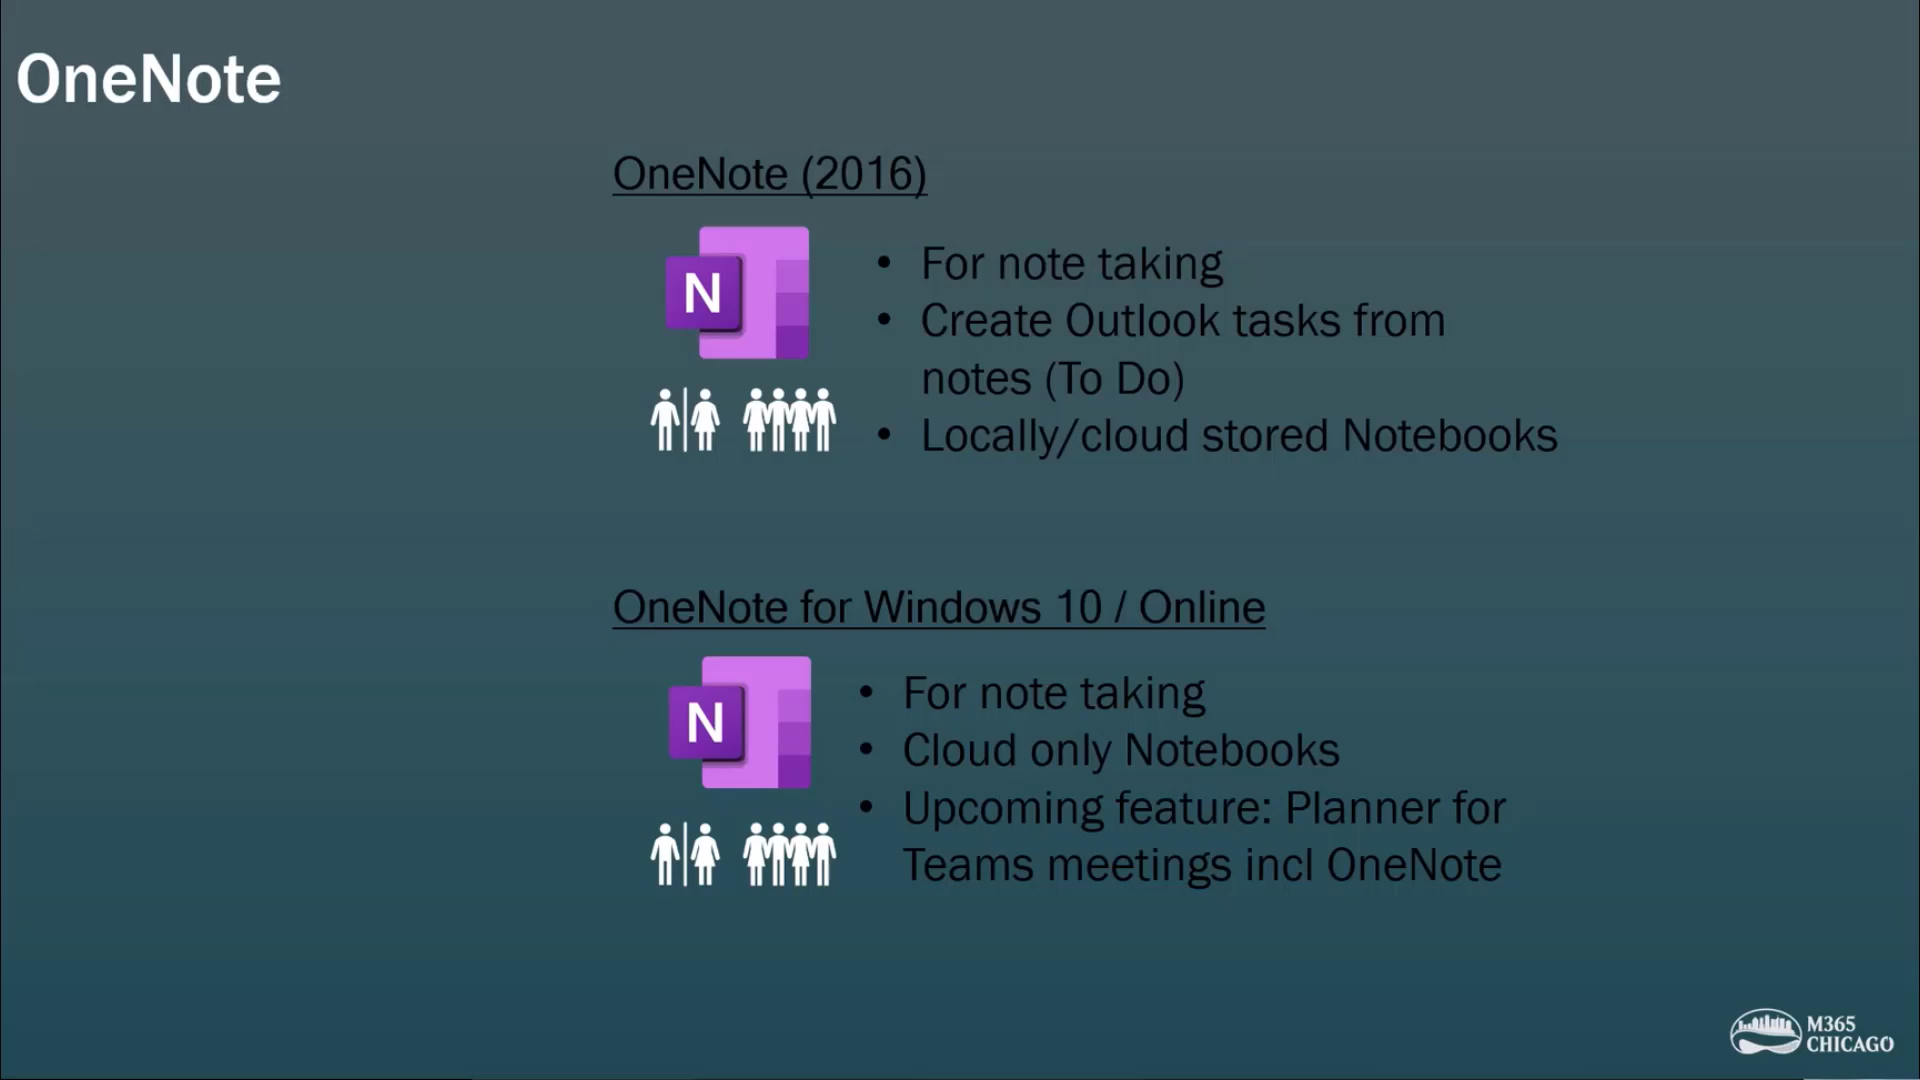 OneNote
OneNote (2016)
N
• For note taking
• Create Outlook tasks from
notes (To Do)
• Locally/cloud stored Notebooks
OneNote for Windows 10 / Online
N
• For note taking
• Cloud only Notebooks
• Upcoming feature: Planner for
Teams meetings incl OneNote
M365
CHICAGO